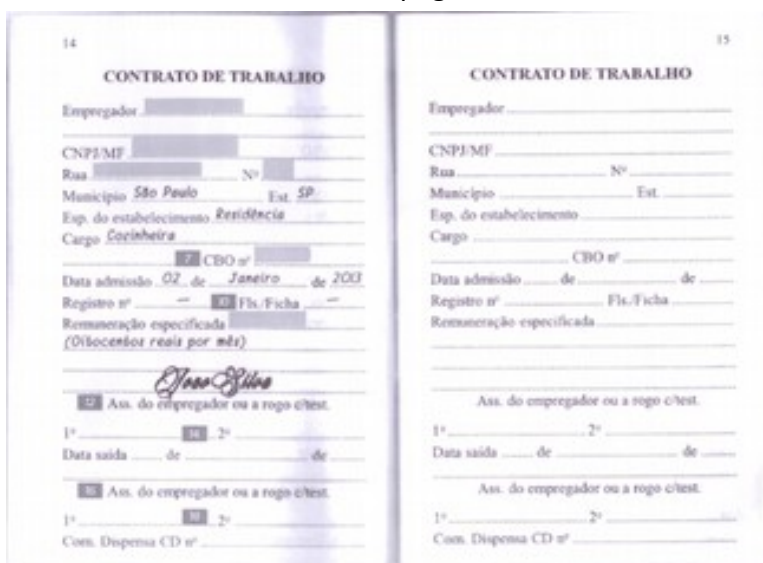 14
CONTRATO DE TRABALHO
Empregador
CNPJ/MF
Rua Nº
Município São Paulo Est. SP
Esp. do estabelecimento Residência
Cargo Cozinheira
CBO nº
Data admissão 02 de Janeiro de 2013
Registro nº — Fls./Ficha —
Remuneração especificada
(Oitocentos reais por mês)
João Silva
12 Ass. do empregador ou a rogo c/test.
1º 2º
Data saída de de
Ass. do empregador ou a rogo c/test.
1º 2º
Com. Dispensa CD nº
15
CONTRATO DE TRABALHO
Empregador
CNPJ/MF
Rua Nº
Município Est.
Esp. do estabelecimento
Cargo
CBO nº
Data admissão de de
Registro nº Fls./Ficha
Remuneração especificada
Ass. do empregador ou a rogo c/test.
1º 2º
Data saída de de
Ass. do empregador ou a rogo c/test.
1º 2º
Com. Dispensa CD nº